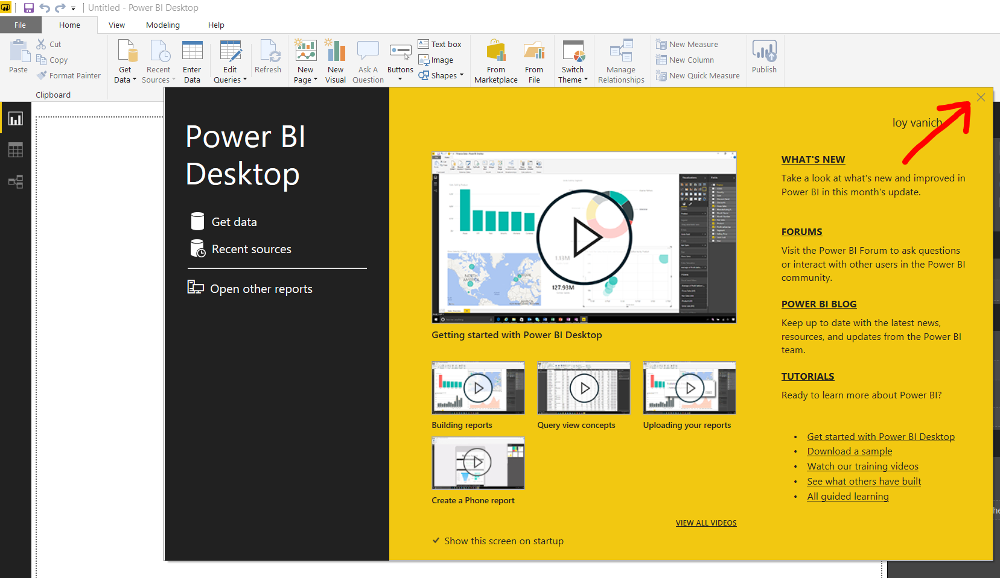 Untitled - Power BI Desktop
File Home View Modeling Help
Paste
Cut
Copy
Format Painter
Clipboard
Get Data
Recent Sources
Enter Data
Edit Queries
Refresh
New Page
New Visual
Ask A Question
Buttons
Text box
Image
Shapes
From Marketplace
From File
Switch Theme
Manage Relationships
New Measure
New Column
New Quick Measure
Publish
Power BI
Desktop
Get data
Recent sources
Open other reports
loy vanich
127.93M
Getting started with Power BI Desktop
Building reports
Query view concepts
Uploading your reports
Create a Phone report
VIEW ALL VIDEOS
Show this screen on startup
WHAT'S NEW
Take a look at what's new and improved in
Power BI in this month's update.
FORUMS
Visit the Power BI Forum to ask questions
or interact with other users in the Power BI
community.
POWER BI BLOG
Keep up to date with the latest news,
resources, and updates from the Power BI
team.
TUTORIALS
Ready to learn more about Power BI?
• Get started with Power BI Desktop
• Download a sample
• Watch our training videos
• See what others have built
• All guided learning